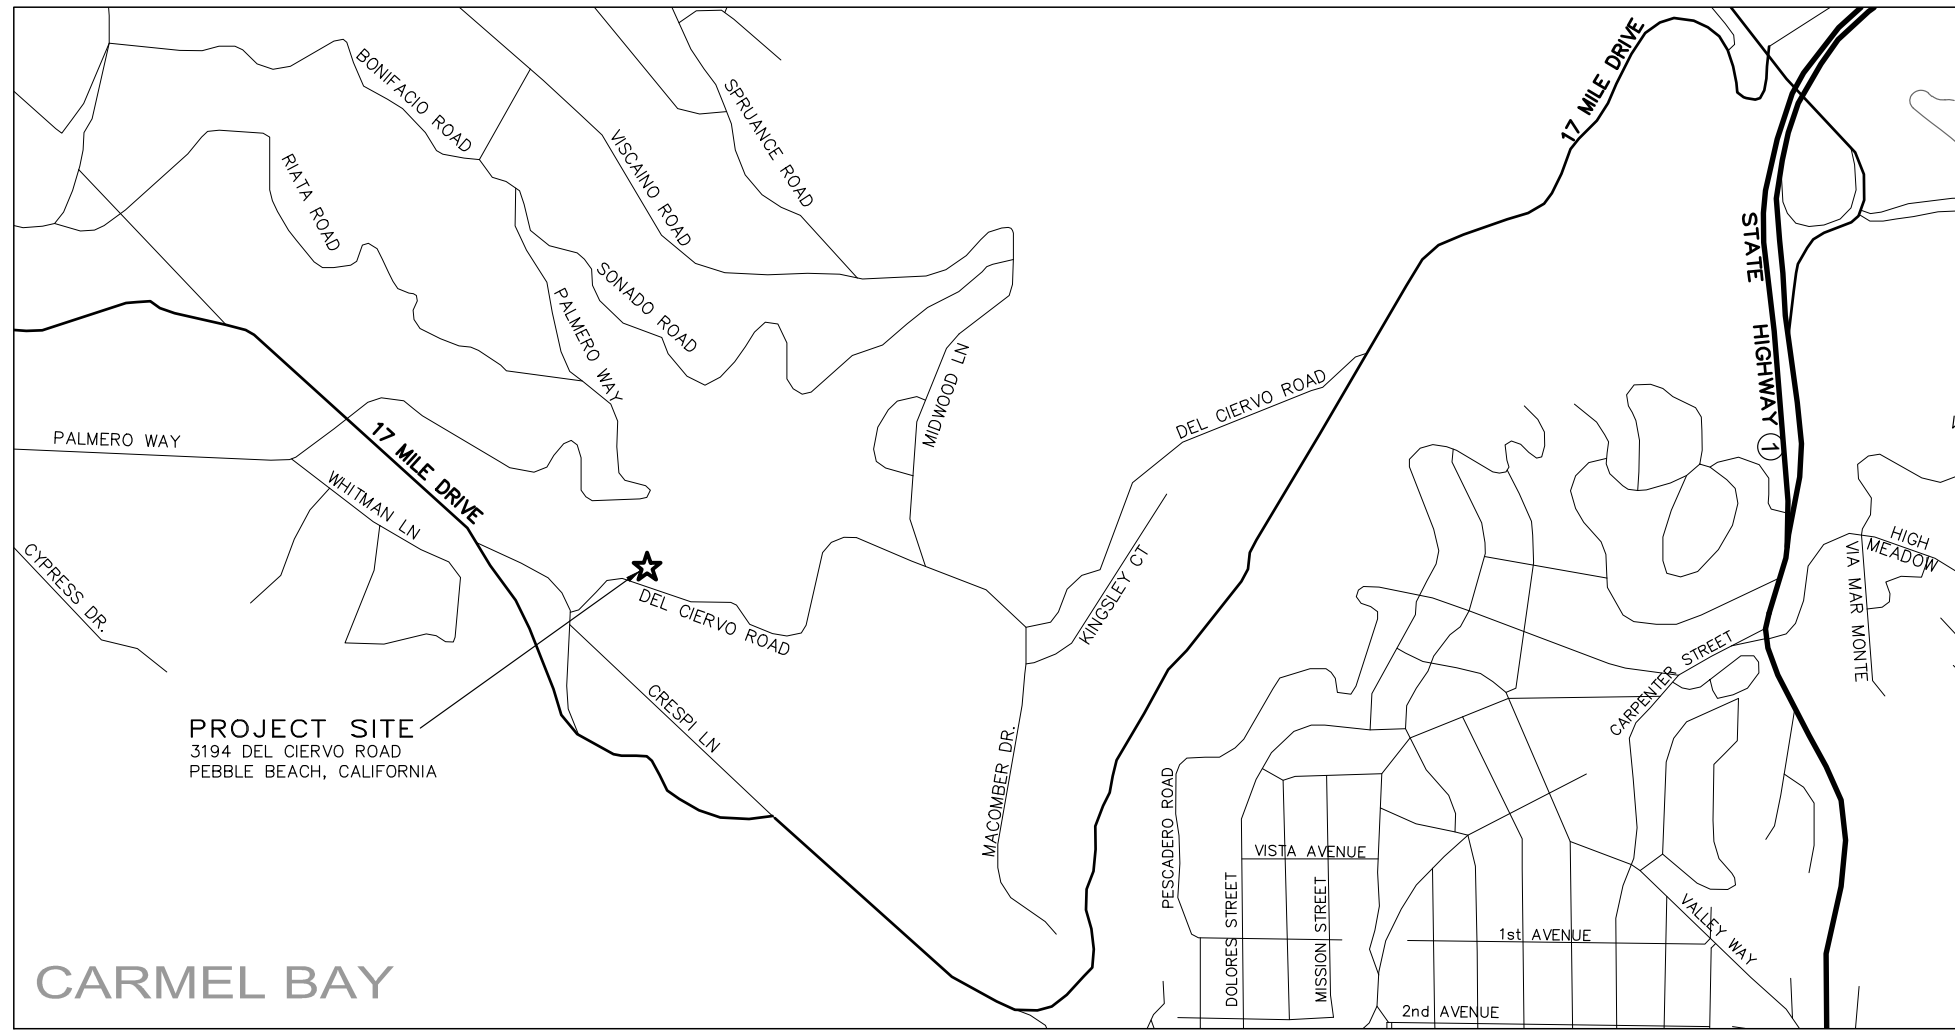 BONIFACIO ROAD
RIATA ROAD
VISCAINO ROAD
SPRUANCE ROAD
17 MILE DRIVE
STATE HIGHWAY 1
SONADO ROAD
PALMERO WAY
MIDWOOD LN
DEL CIERVO ROAD
PALMERO WAY
17 MILE DRIVE
WHITMAN LN
CYPRESS DR.
KINGSLEY CT
HIGH
MEADOW
VIA MAR MONTE
DEL CIERVO ROAD
CARPENTER STREET
CRESPI LN
PROJECT SITE
3194 DEL CIERVO ROAD
PEBBLE BEACH, CALIFORNIA
MACOMBER DR.
PESCADERO ROAD
VISTA AVENUE
DOLORES STREET
MISSION STREET
1st AVENUE
VALLEY WAY
2nd AVENUE
CARMEL BAY